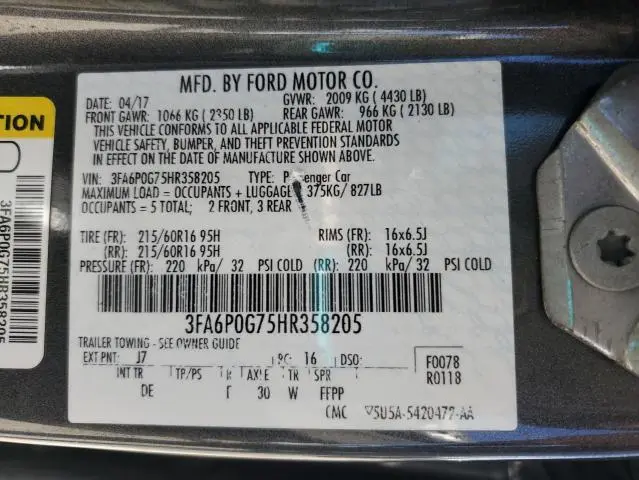 MFD. BY FORD MOTOR CO.
DATE: 04/17 GVWR: 2009 KG ( 4430 LB)
FRONT GAWR: 1066 KG ( 2350 LB) REAR GAWR: 966 KG ( 2130 LB)
THIS VEHICLE CONFORMS TO ALL APPLICABLE FEDERAL MOTOR
VEHICLE SAFETY, BUMPER, AND THEFT PREVENTION STANDARDS
IN EFFECT ON THE DATE OF MANUFACTURE SHOWN ABOVE.
VIN: 3FA6P0G75HR358205 TYPE: Passenger Car
MAXIMUM LOAD = OCCUPANTS + LUGGAGE = 375KG/ 827LB
OCCUPANTS = 5 TOTAL; 2 FRONT, 3 REAR
TIRE (FR): 215/60R16 95H RIMS (FR): 16x6.5J
(RR): 215/60R16 95H (RR): 16x6.5J
PRESSURE (FR): 220 kPa/ 32 PSI COLD (RR): 220 kPa/ 32 PSI COLD
3FA6P0G75HR358205
TRAILER TOWING - SEE OWNER GUIDE
EXT PNT: J7 RC: 16 DSO:
INT TR TP/PS R AXLE TR SPR
DE 30 W FFPP
F0078
R0118
CMC 5U5A-5420472-AA
TION
3FA6P0G75HR358205